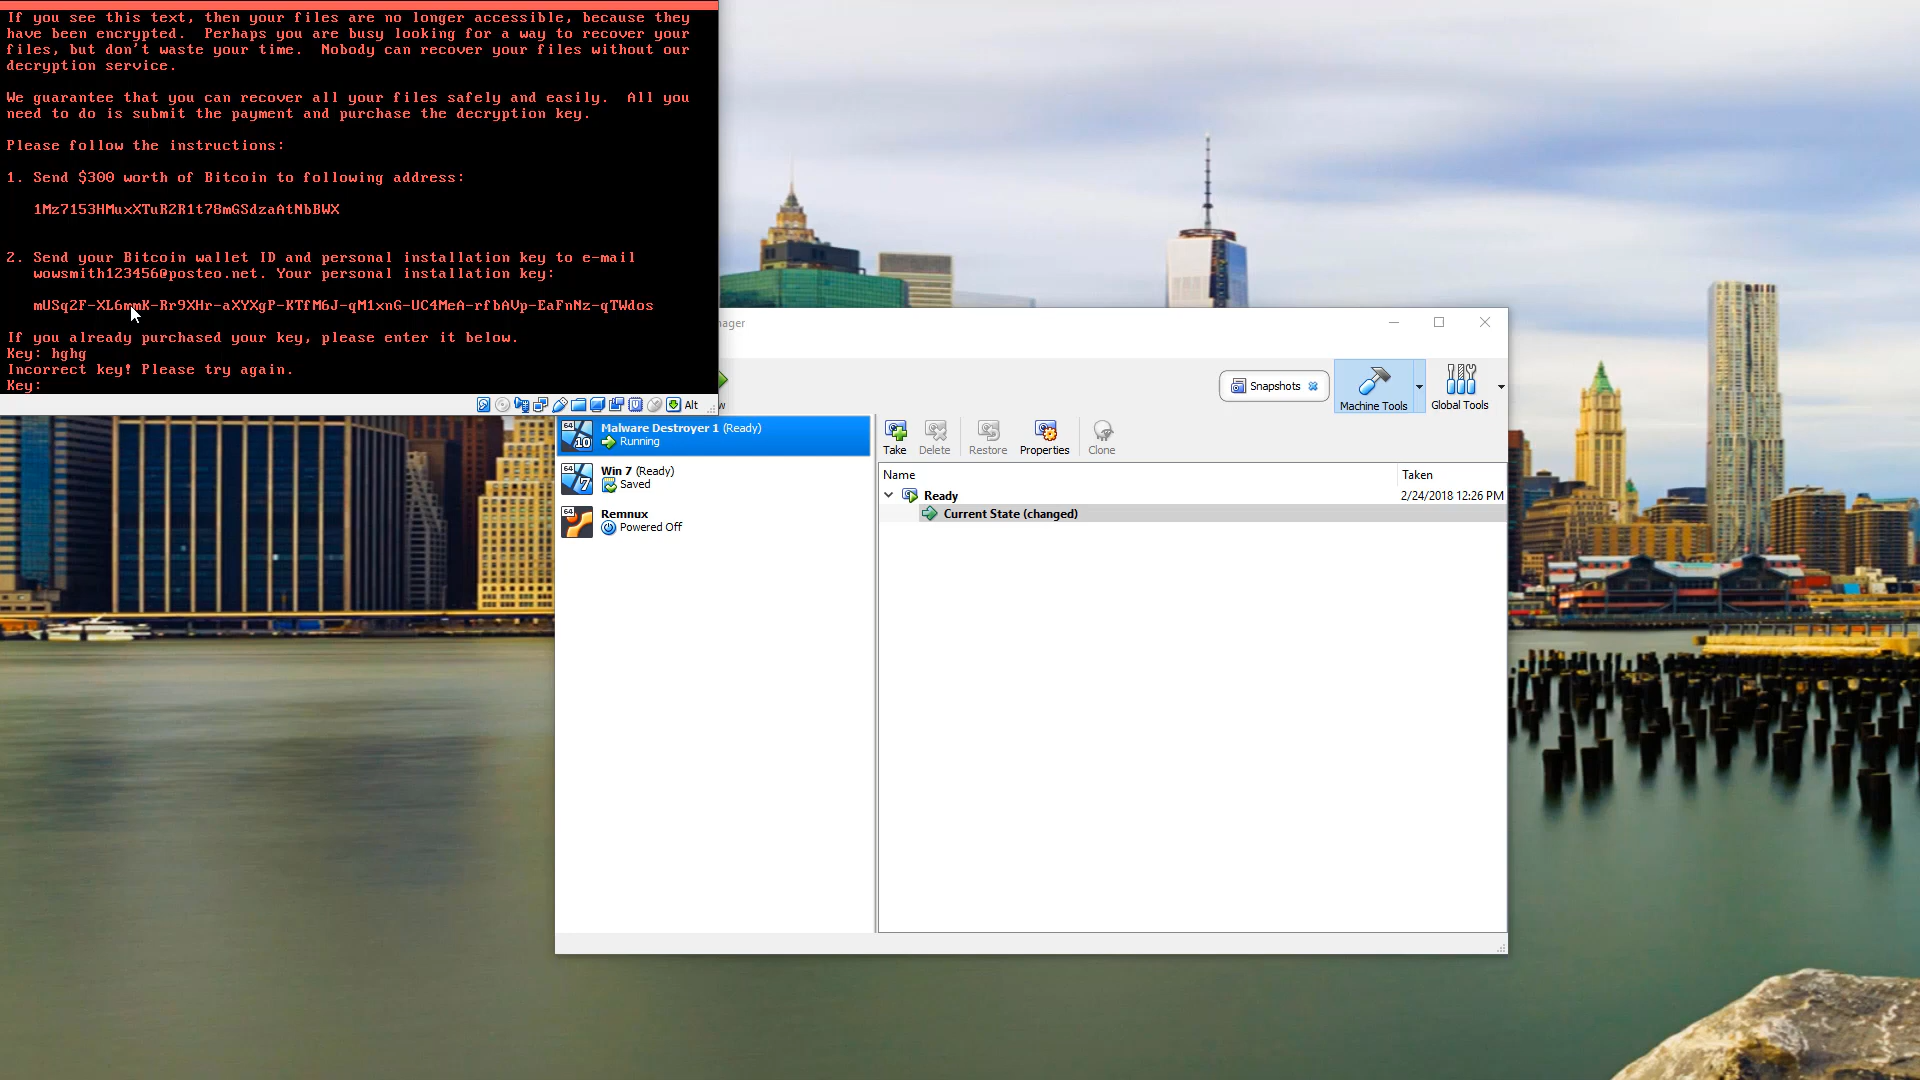 If you see this text, then your files are no longer accessible, because they
have been encrypted.  Perhaps you are busy looking for a way to recover your
files, but don't waste your time.  Nobody can recover your files without our
decryption service.
We guarantee that you can recover all your files safely and easily.  All you
need to do is submit the payment and purchase the decryption key.
Please follow the instructions:
1. Send $300 worth of Bitcoin to following address:
1Mz7153HMuxXTuR2R1t78mGSdzaAtNbBWX
2. Send your Bitcoin wallet ID and personal installation key to e-mail
wowsmith123456@posteo.net. Your personal installation key:
mUSq2F-XL6mmK-Rr9XHr-aXYXgP-KTfM6J-qM1xnG-UC4MeA-rfbAVp-EaFnNz-qTWdos
If you already purchased your key, please enter it below.
Key: hghg
Incorrect key! Please try again.
Key:
Alt
ager
w
Snapshots
Machine Tools
Global Tools
64
10
Malware Destroyer 1 (Ready)
Running
64
7
Win 7 (Ready)
Saved
64
Remnux
Powered Off
Take
Delete
Restore
Properties
Clone
Name
Taken
Ready
2/24/2018 12:26 PM
Current State (changed)